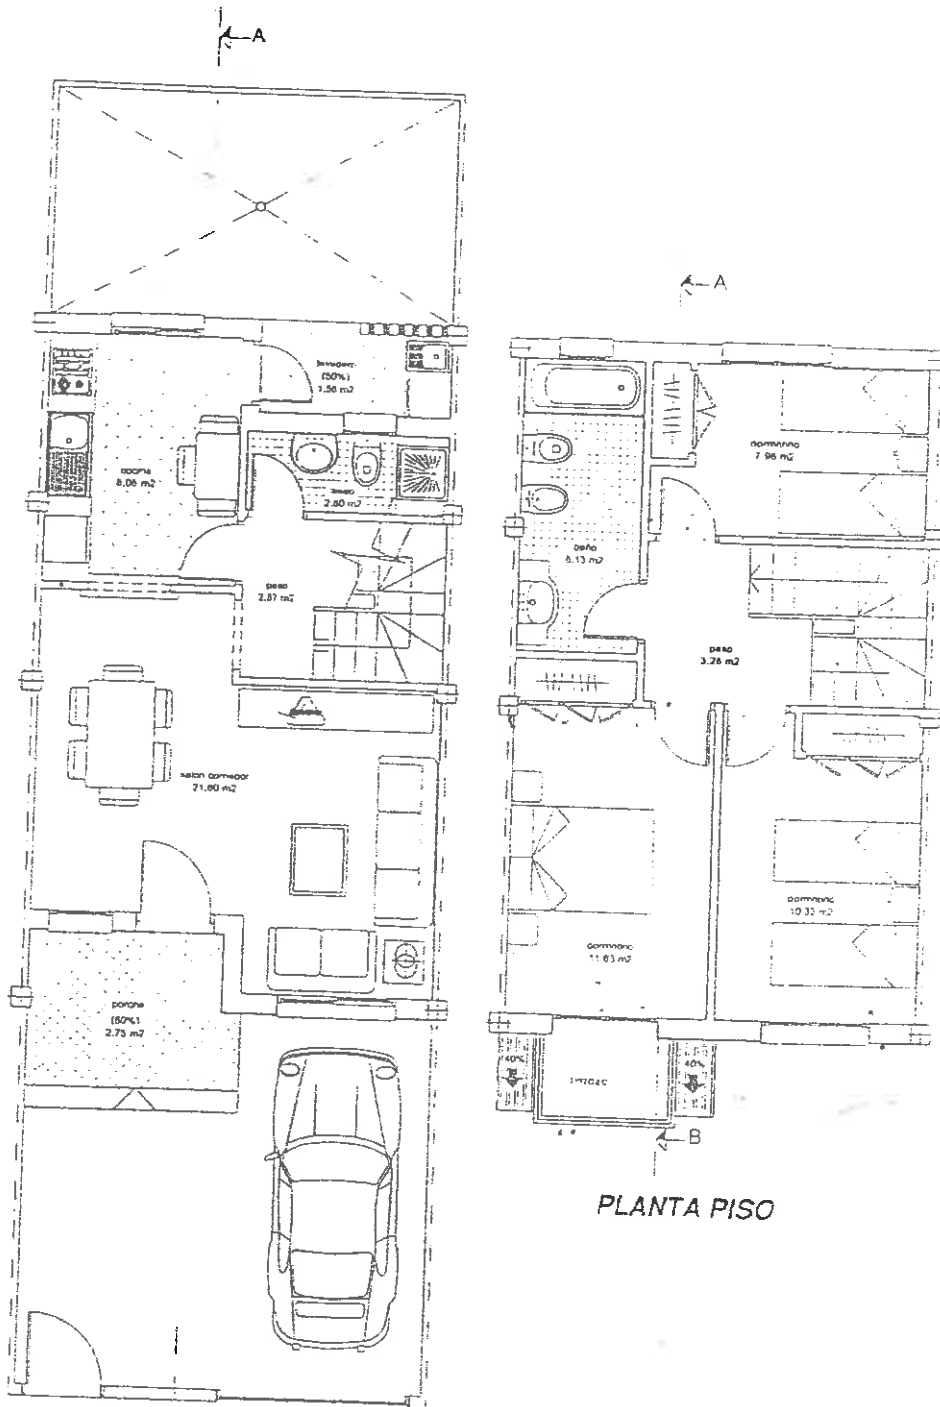 A
lavadero
(50%)
1.56 m2
cocina
8.06 m2
aseo
2.80 m2
paso
2.87 m2
salon comedor
21.60 m2
porche
(50%)
2.75 m2
A
dormitorio
7.96 m2
baño
6.13 m2
paso
3.28 m2
dormitorio
10.33 m2
dormitorio
11.63 m2
40%
terraza
40%
B
PLANTA PISO